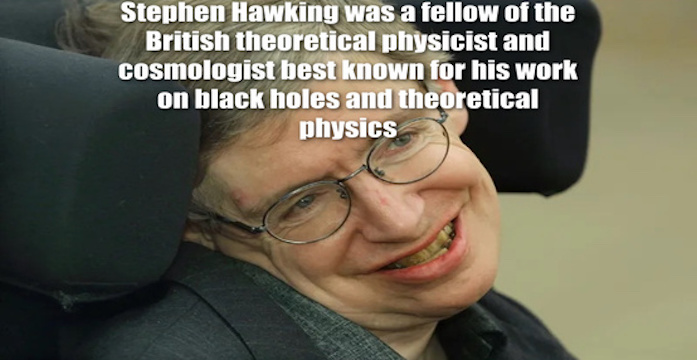 Stephen Hawking was a fellow of the
British theoretical physicist and
cosmologist best known for his work
on black holes and theoretical
physics